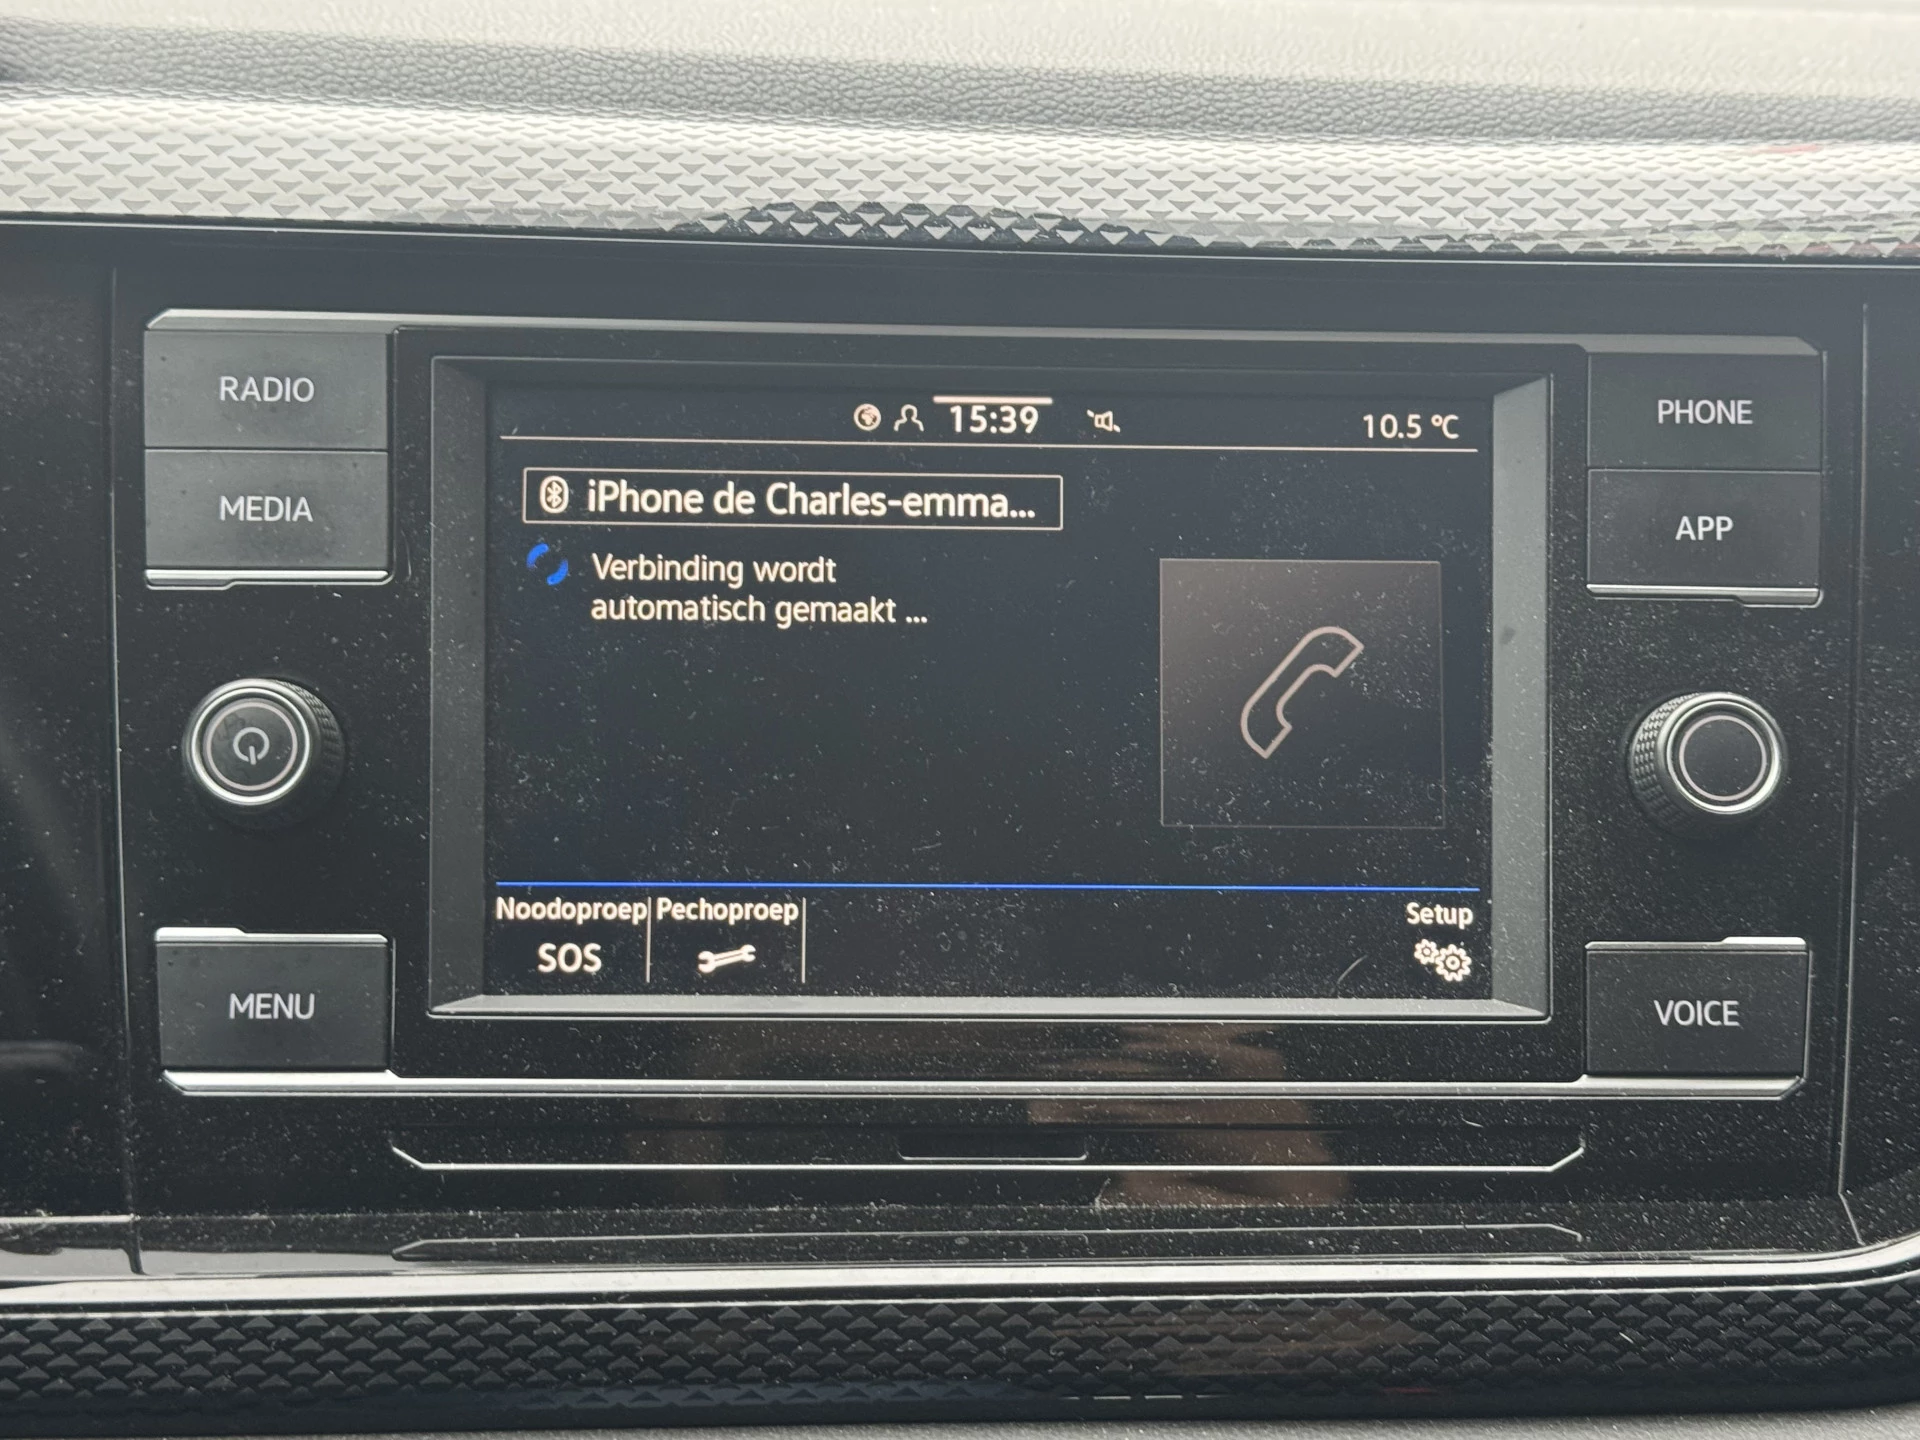 RADIO
MEDIA
MENU
15:39
10.5 °C
iPhone de Charles-emma...
Verbinding wordt
automatisch gemaakt ...
Noodoproep
SOS
Pechoproep
Setup
PHONE
APP
VOICE